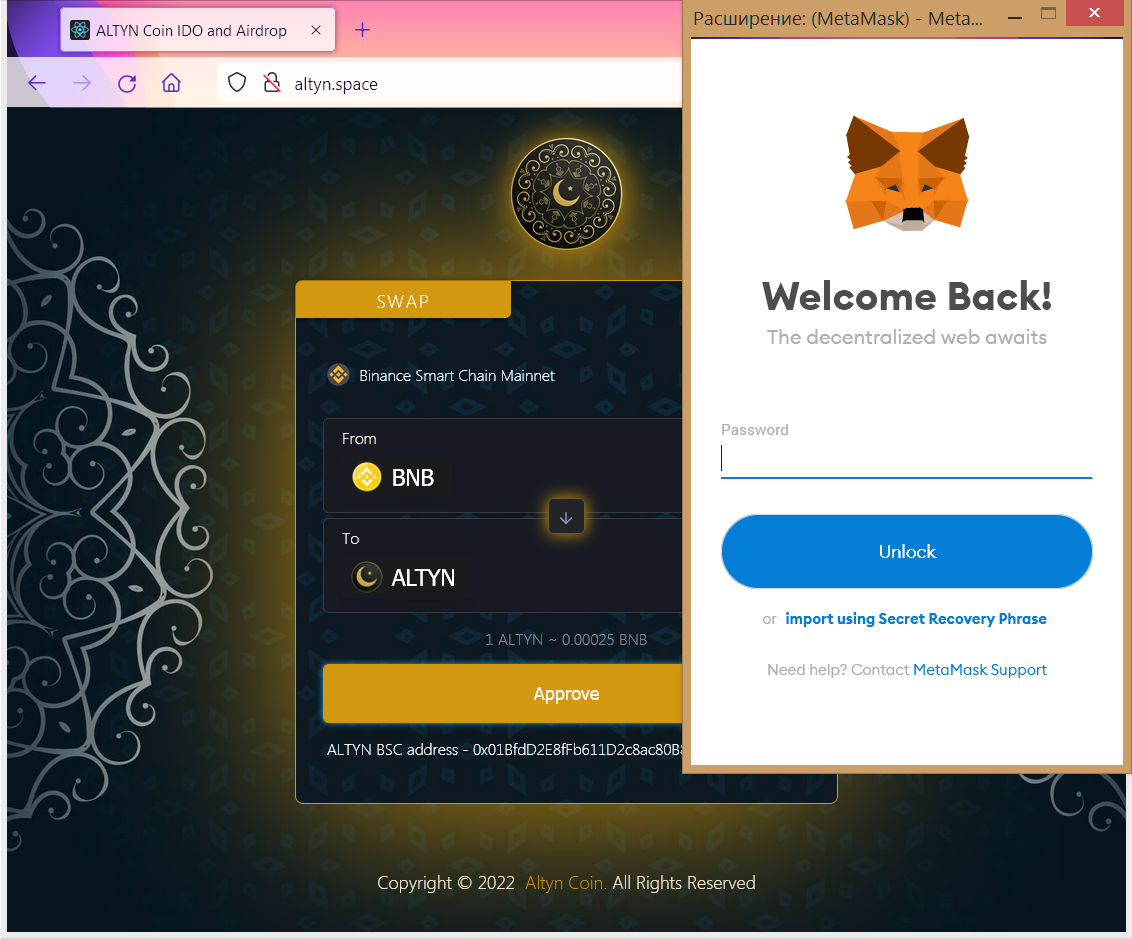 ALTYN Coin IDO and Airdrop
altyn.space
SWAP
Binance Smart Chain Mainnet
From
BNB
To
ALTYN
1 ALTYN ~ 0.00025 BNB
Approve
ALTYN BSC address - 0x01BfdD2E8fFb611D2c8ac80B
Copyright © 2022 Altyn Coin. All Rights Reserved
Расширение: (MetaMask) - Meta...
Welcome Back!
The decentralized web awaits
Password
Unlock
or import using Secret Recovery Phrase
Need help? Contact MetaMask Support